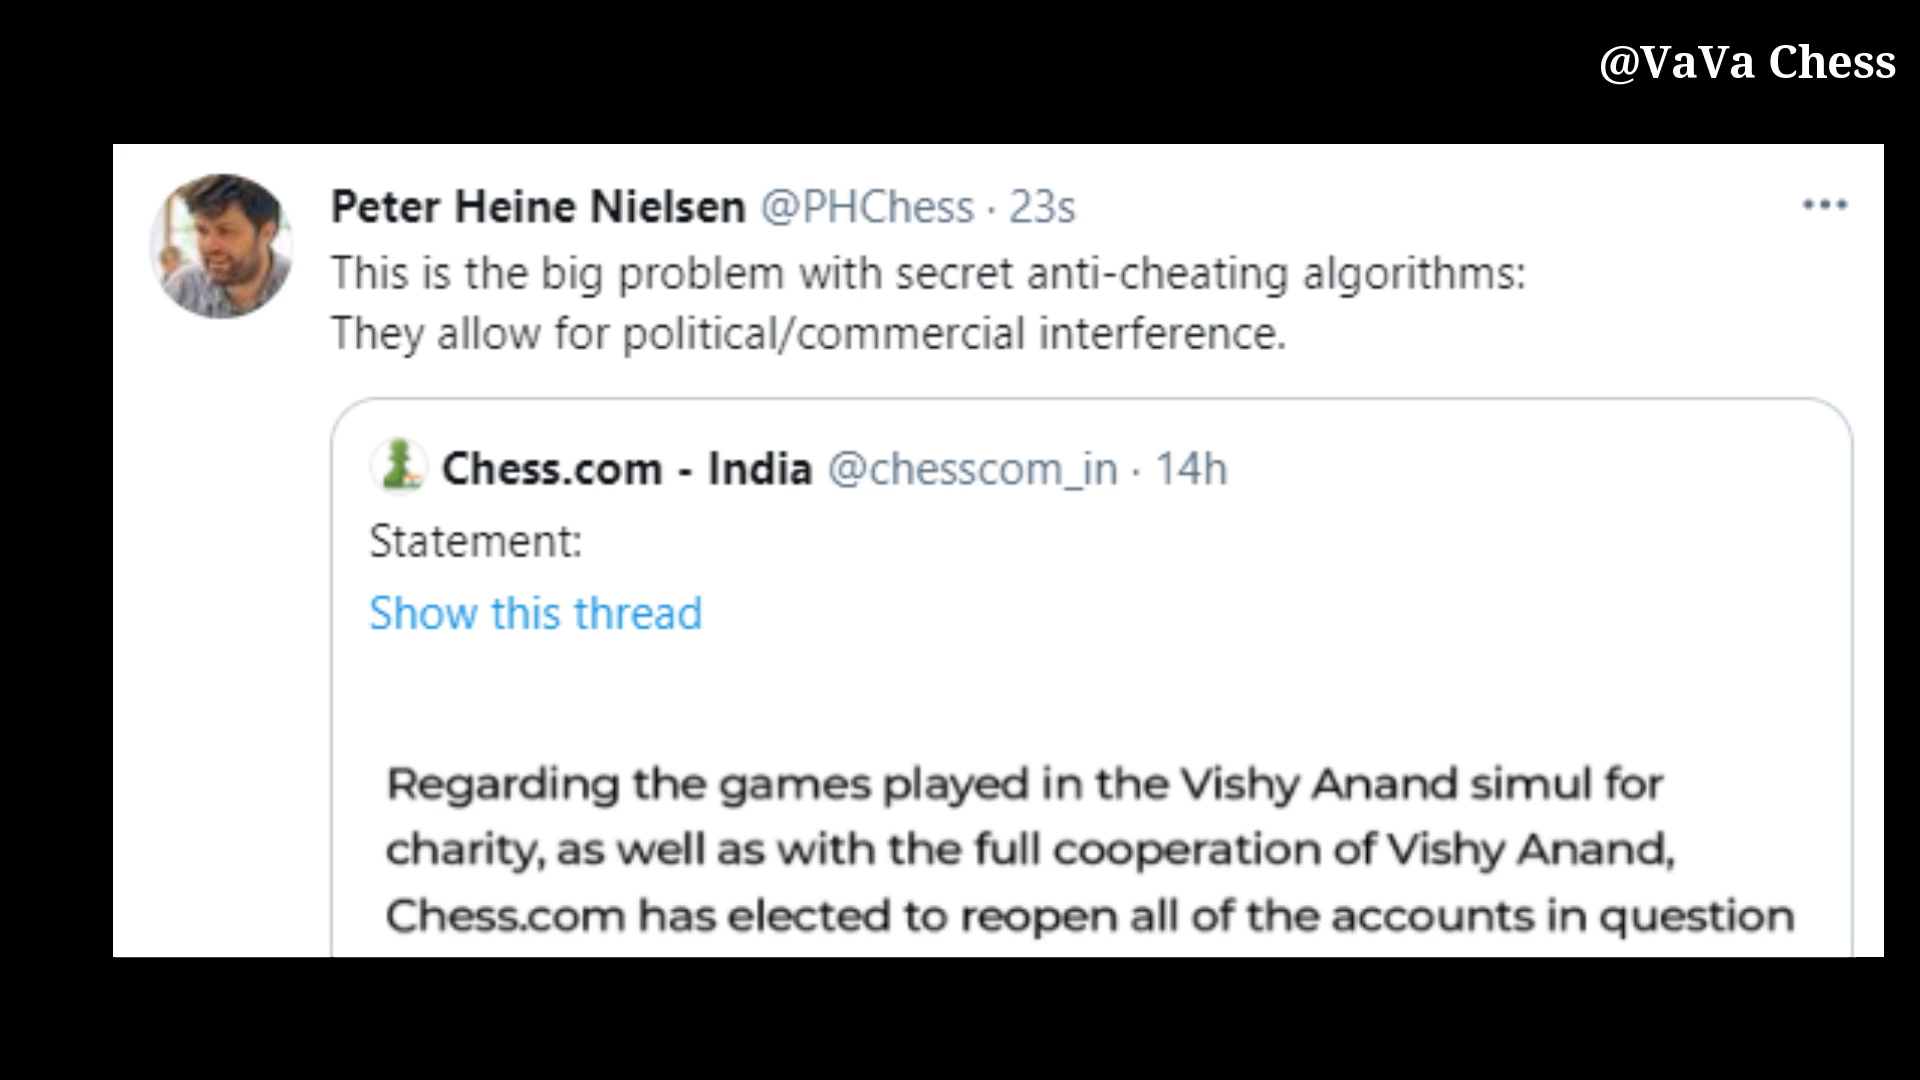 @VaVa Chess
Peter Heine Nielsen @PHChess · 23s
This is the big problem with secret anti-cheating algorithms:
They allow for political/commercial interference.
Chess.com - India @chesscom_in · 14h
Statement:
Show this thread
Regarding the games played in the Vishy Anand simul for
charity, as well as with the full cooperation of Vishy Anand,
Chess.com has elected to reopen all of the accounts in question